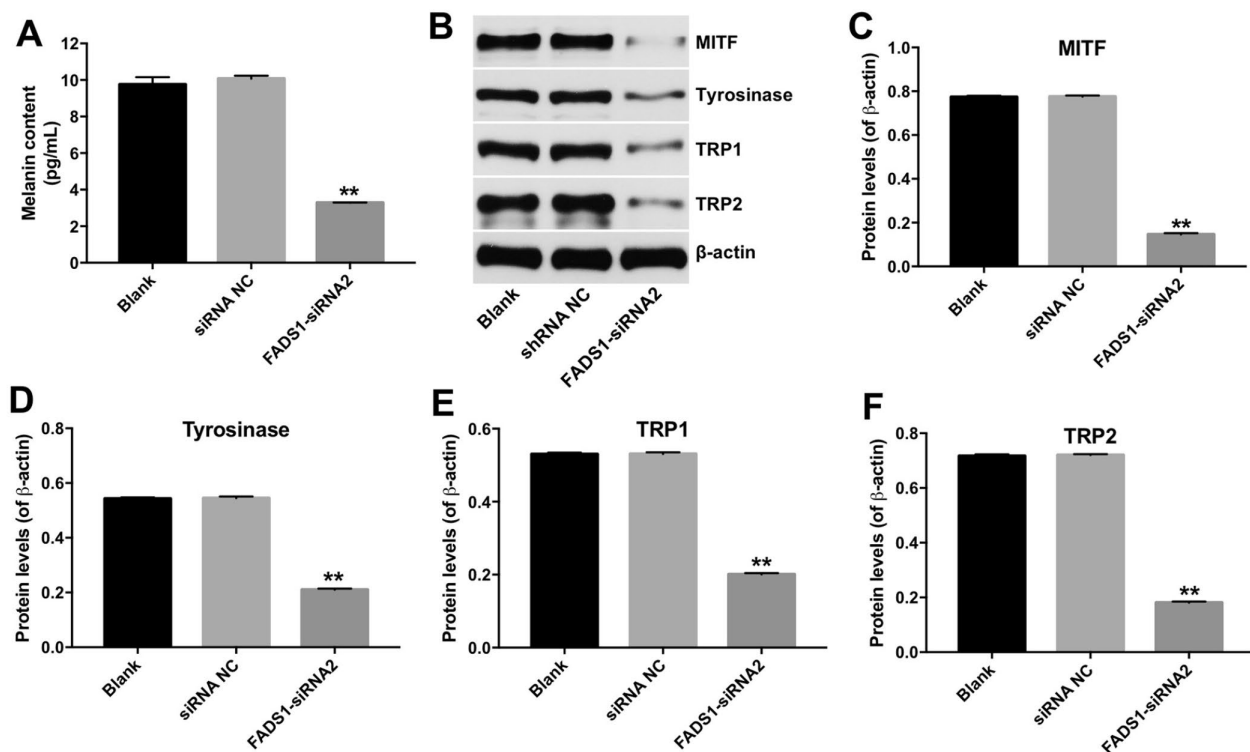 A
Melanin content
(pg/mL)
12
10
8
6
4
2
0
**
Blank
siRNA NC
FADS1-siRNA2
B
MITF
Tyrosinase
TRP1
TRP2
β-actin
Blank
shRNA NC
FADS1-siRNA2
C
MITF
Protein levels (of β-actin)
1.0
0.8
0.6
0.4
0.2
0.0
**
Blank
siRNA NC
FADS1-siRNA2
D
Tyrosinase
Protein levels (of β-actin)
0.8
0.6
0.4
0.2
0.0
**
Blank
siRNA NC
FADS1-siRNA2
E
TRP1
Protein levels (of β-actin)
0.6
0.4
0.2
0.0
**
Blank
siRNA NC
FADS1-siRNA2
F
TRP2
Protein levels (of β-actin)
0.8
0.6
0.4
0.2
0.0
**
Blank
siRNA NC
FADS1-siRNA2